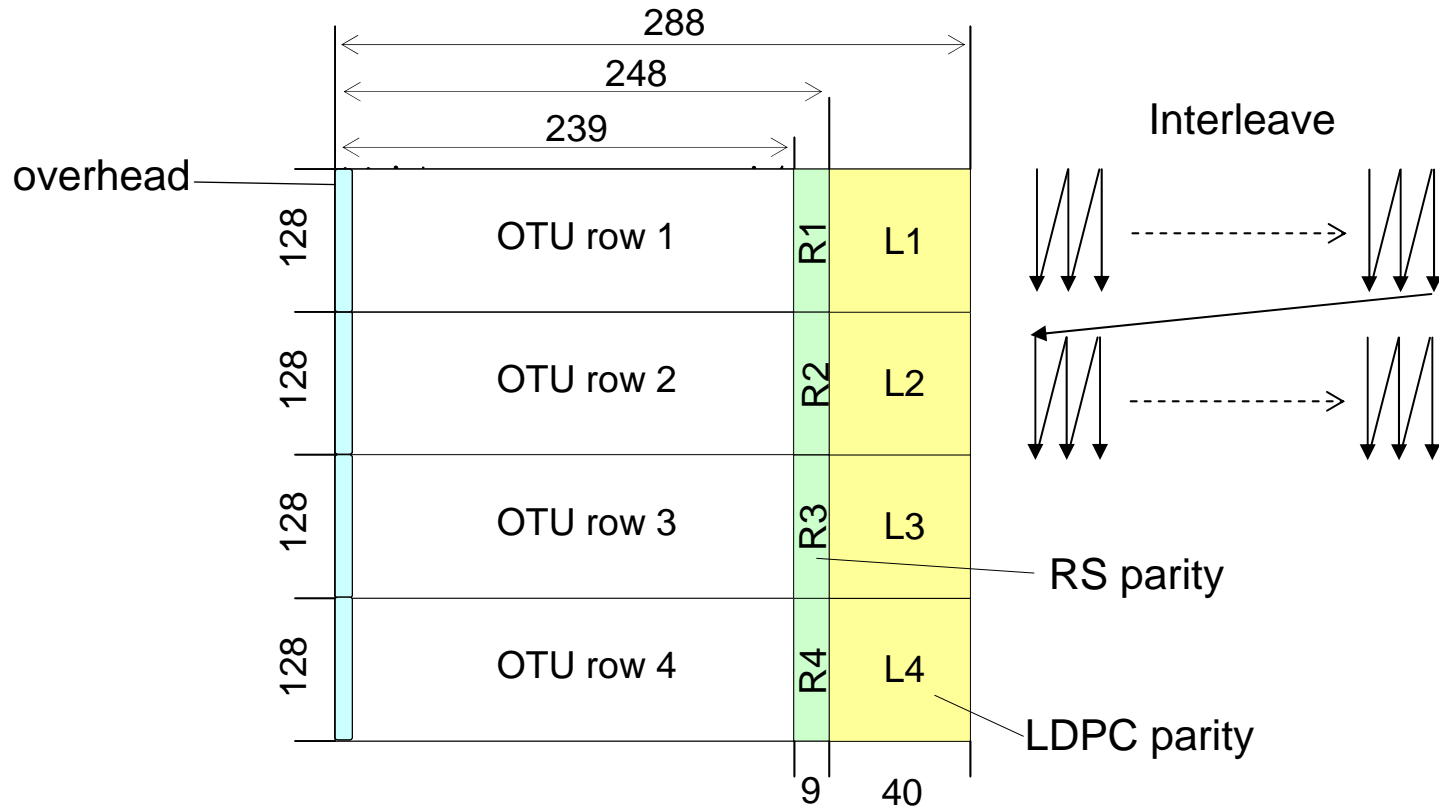 288
248
239
Interleave
overhead
128
OTU row 1
R1
L1
128
OTU row 2
R2
L2
128
OTU row 3
R3
L3
RS parity
128
OTU row 4
R4
L4
LDPC parity
9
40